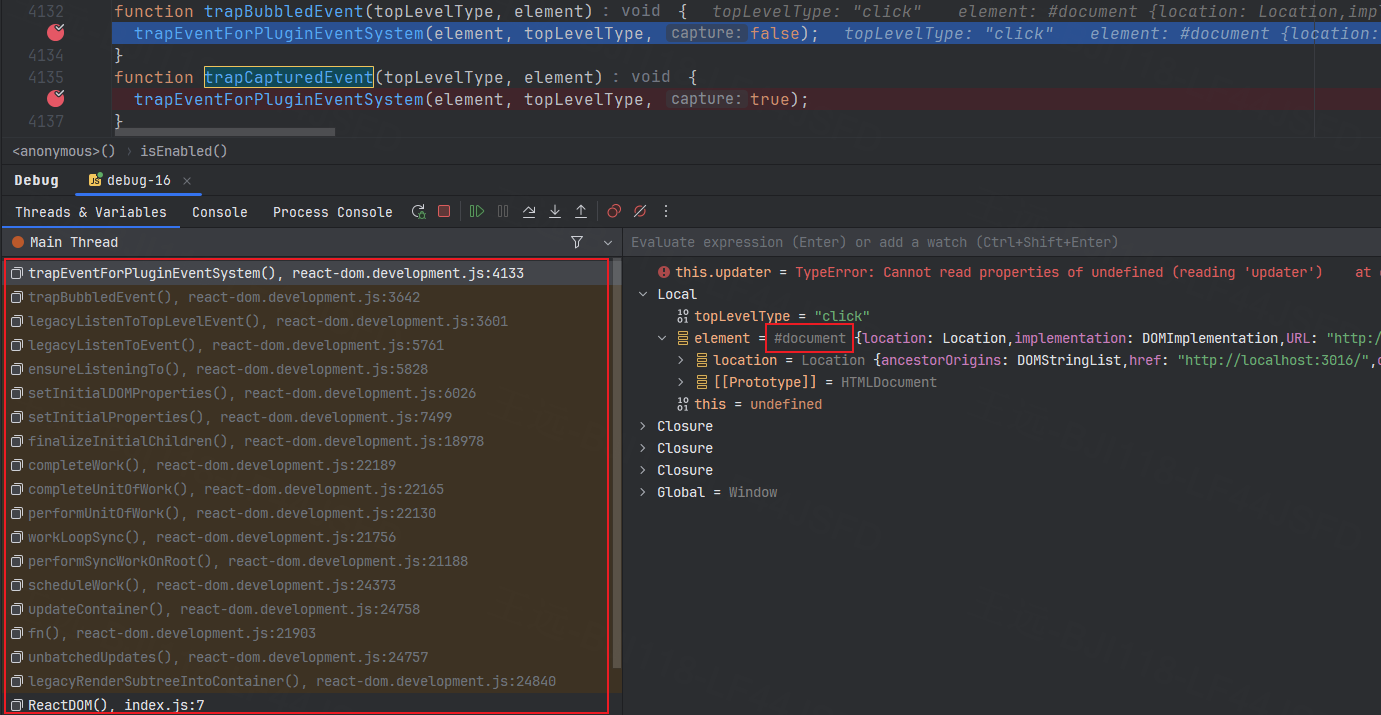 4132 function trapBubbledEvent(topLevelType, element) : void { topLevelType: "click" element: #document {location: Location,impl
trapEventForPluginEventSystem(element, topLevelType, capture: false); topLevelType: "click" element: #document {location:
4134 }
4135 function trapCapturedEvent(topLevelType, element) : void {
trapEventForPluginEventSystem(element, topLevelType, capture: true);
4137 }
<anonymous>() › isEnabled()
Debug JS debug-16 ×
Threads & Variables Console Process Console
Main Thread
Evaluate expression (Enter) or add a watch (Ctrl+Shift+Enter)
trapEventForPluginEventSystem(), react-dom.development.js:4133
trapBubbledEvent(), react-dom.development.js:3642
legacyListenToTopLevelEvent(), react-dom.development.js:3601
legacyListenToEvent(), react-dom.development.js:5761
ensureListeningTo(), react-dom.development.js:5828
setInitialDOMProperties(), react-dom.development.js:6026
setInitialProperties(), react-dom.development.js:7499
finalizeInitialChildren(), react-dom.development.js:18978
completeWork(), react-dom.development.js:22189
completeUnitOfWork(), react-dom.development.js:22165
performUnitOfWork(), react-dom.development.js:22130
workLoopSync(), react-dom.development.js:21756
performSyncWorkOnRoot(), react-dom.development.js:21188
scheduleWork(), react-dom.development.js:24373
updateContainer(), react-dom.development.js:24758
fn(), react-dom.development.js:21903
unbatchedUpdates(), react-dom.development.js:24757
legacyRenderSubtreeIntoContainer(), react-dom.development.js:24840
ReactDOM(), index.js:7
this.updater = TypeError: Cannot read properties of undefined (reading 'updater') at
Local
topLevelType = "click"
element = #document {location: Location,implementation: DOMImplementation,URL: "http:/
location = Location {ancestorOrigins: DOMStringList,href: "http://localhost:3016/",
[[Prototype]] = HTMLDocument
this = undefined
Closure
Closure
Closure
Global = Window